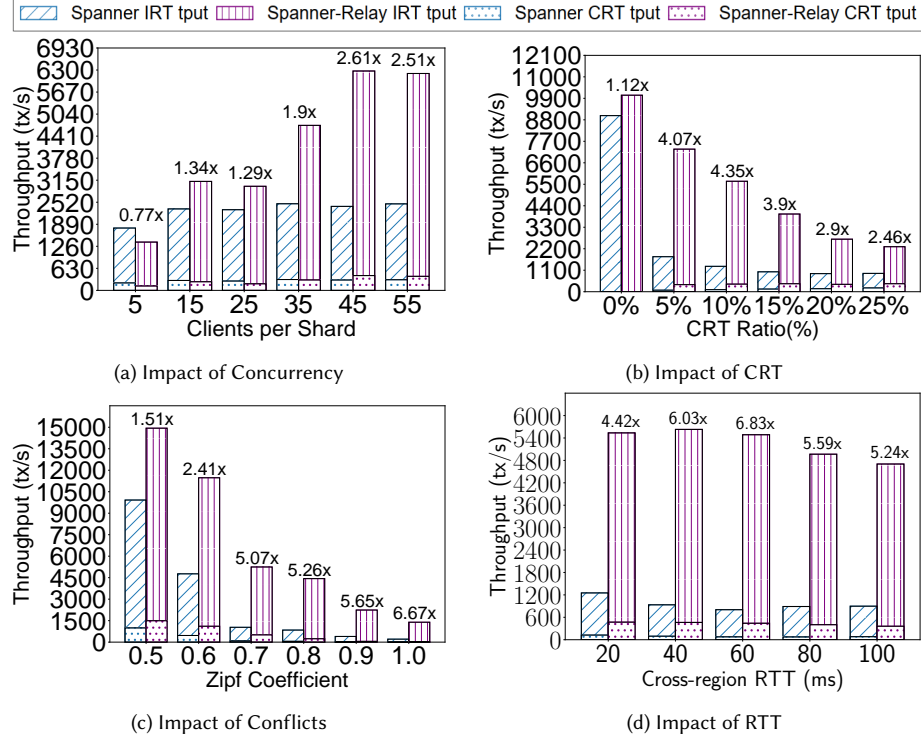 Spanner IRT tput Spanner-Relay IRT tput Spanner CRT tput Spanner-Relay CRT tput
Throughput (tx/s)
6930
6300
5670
5040
4410
3780
3150
2520
1890
1260
630
0
0.77x 1.34x 1.29x 1.9x 2.61x 2.51x
5 15 25 35 45 55
Clients per Shard
(a) Impact of Concurrency
Throughput (tx/s)
12100
11000
9900
8800
7700
6600
5500
4400
3300
2200
1100
0
1.12x 4.07x 4.35x 3.9x 2.9x 2.46x
0% 5% 10% 15% 20% 25%
CRT Ratio(%)
(b) Impact of CRT
Throughput (tx/s)
15000
13500
12000
10500
9000
7500
6000
4500
3000
1500
0
1.51x 2.41x 5.07x 5.26x 5.65x 6.67x
0.5 0.6 0.7 0.8 0.9 1.0
Zipf Coefficient
(c) Impact of Conflicts
Throughput (tx/s)
6000
5400
4800
4200
3600
3000
2400
1800
1200
600
0
4.42x 6.03x 6.83x 5.59x 5.24x
20 40 60 80 100
Cross-region RTT (ms)
(d) Impact of RTT